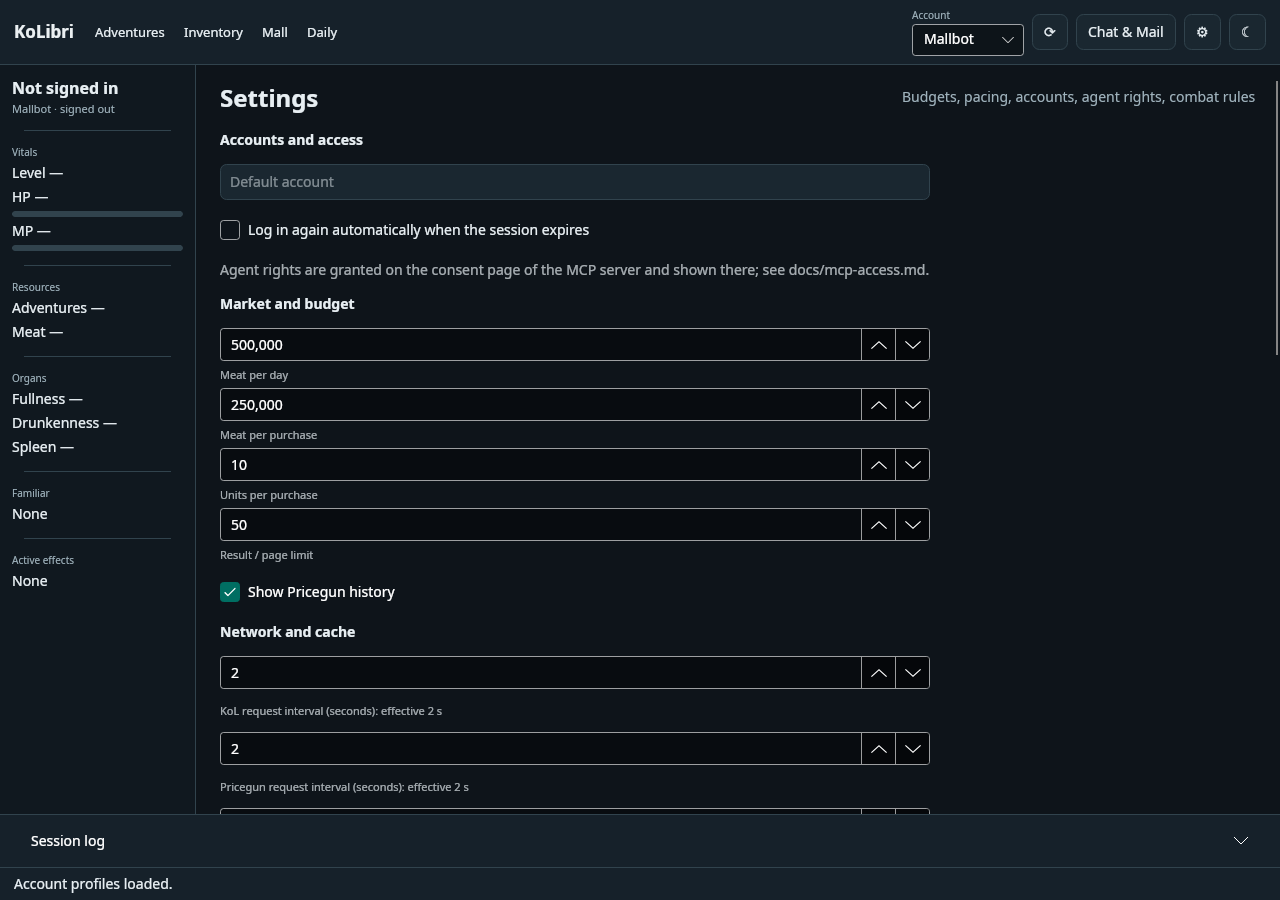 KoLibri
Adventures
Inventory
Mall
Daily
Account
Mallbot
Chat & Mail
Not signed in
Mallbot · signed out
Vitals
Level —
HP —
MP —
Resources
Adventures —
Meat —
Organs
Fullness —
Drunkenness —
Spleen —
Familiar
None
Active effects
None
Settings
Budgets, pacing, accounts, agent rights, combat rules
Accounts and access
Default account
Log in again automatically when the session expires
Agent rights are granted on the consent page of the MCP server and shown there; see docs/mcp-access.md.
Market and budget
500,000
Meat per day
250,000
Meat per purchase
10
Units per purchase
50
Result / page limit
Show Pricegun history
Network and cache
2
KoL request interval (seconds): effective 2 s
2
Pricegun request interval (seconds): effective 2 s
Session log
Account profiles loaded.